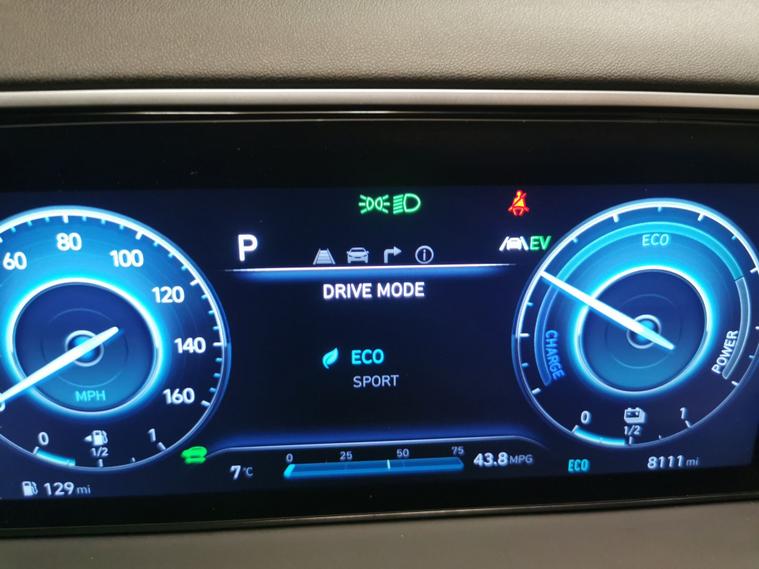 60
80
100
120
140
160
MPH
0
1/2
1
129 mi
P
DRIVE MODE
ECO
SPORT
7°C
0 25 50 75
43.8 MPG
EV
ECO
CHARGE
POWER
0
1/2
1
ECO
8111 mi